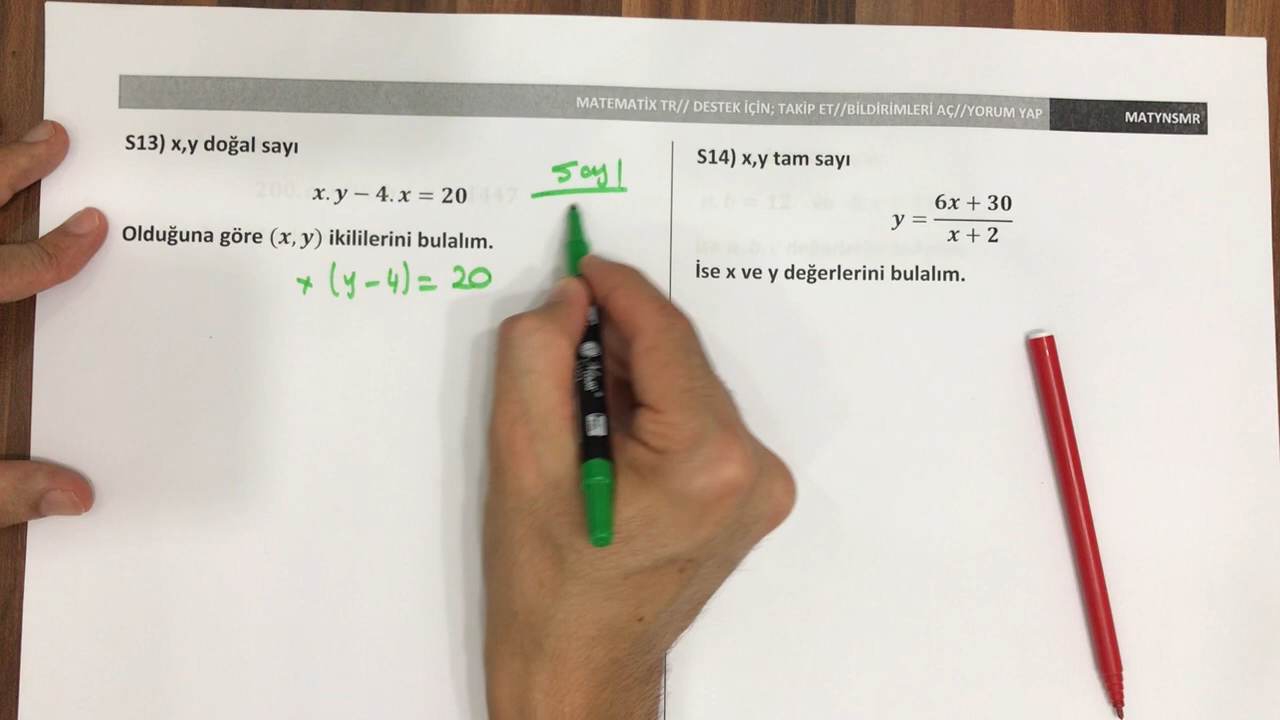 MATEMATİX TR// DESTEK İÇİN; TAKİP ET//BİLDİRİMLERİ AÇ//YORUM YAP
MATYNSMR
S13) x,y doğal sayı
x.y − 4.x = 20
Olduğuna göre (x, y) ikililerini bulalım.
x (y − 4) = 20
sayı
S14) x,y tam sayı
y = \frac{6x + 30}{x + 2}
İse x ve y değerlerini bulalım.